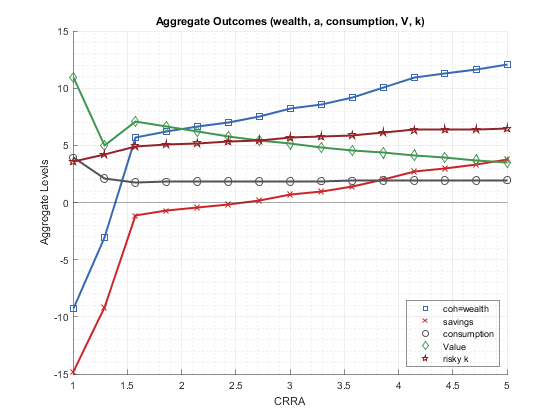 Aggregate Outcomes (wealth, a, consumption, V, k)
15
10
5
0
-5
-10
-15
Aggregate Levels
1
1.5
2
2.5
3
3.5
4
4.5
5
CRRA
coh=wealth
savings
consumption
Value
risky k